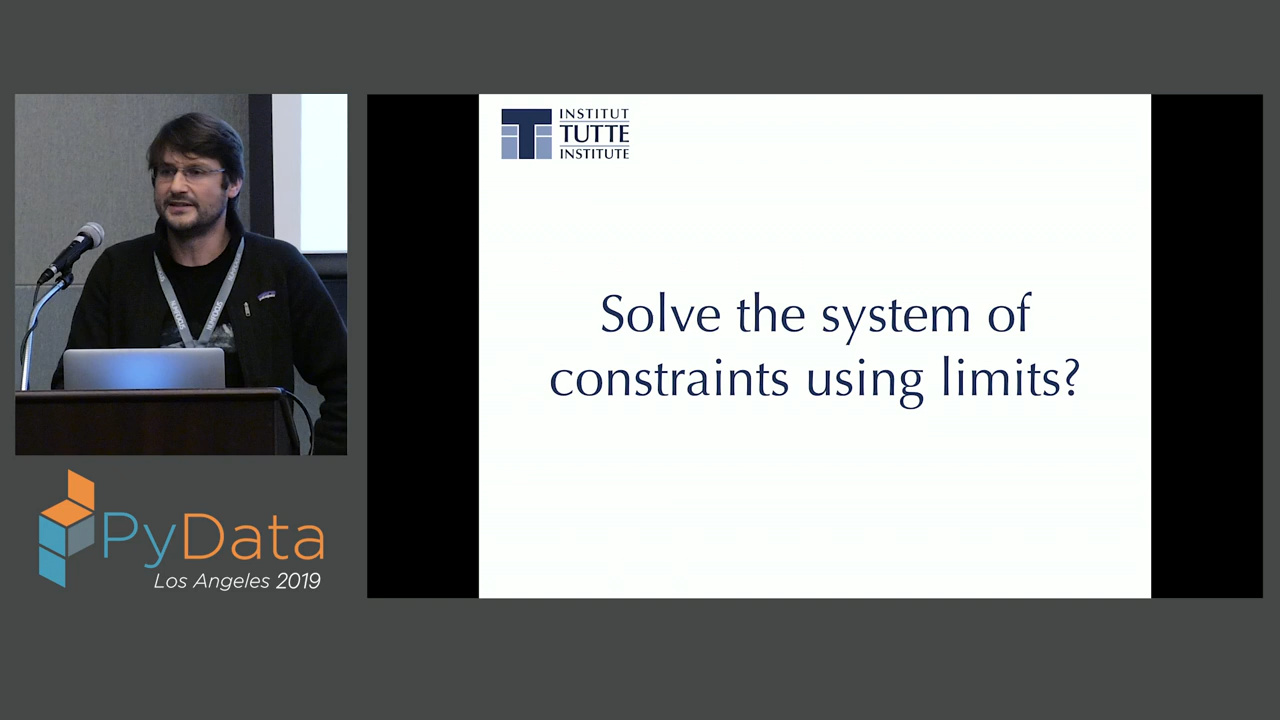 INSTITUT
TUTTE
INSTITUTE
Solve the system of
constraints using limits?
PyData
Los Angeles 2019